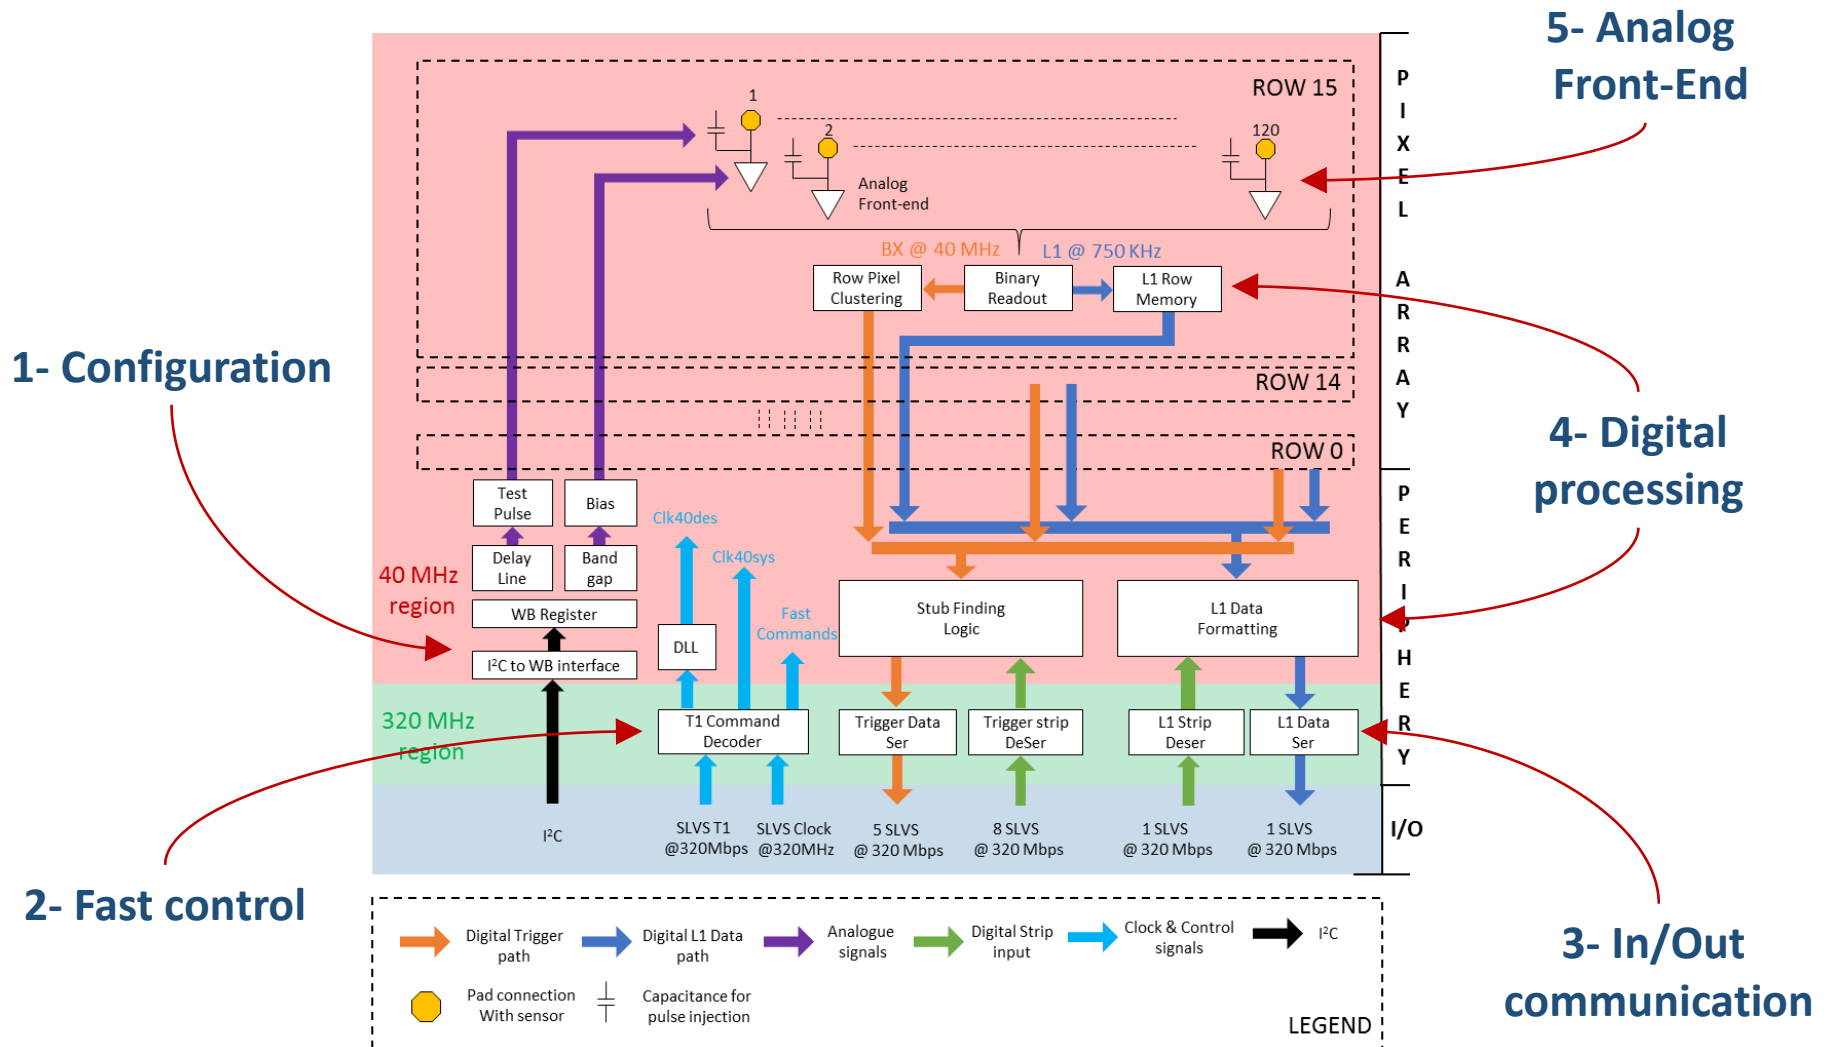 5- Analog
Front-End
PIXEL ARRAY
ROW 15
1
2
120
Analog
Front-end
BX @ 40 MHz
L1 @ 750 KHz
Row Pixel
Clustering
Binary
Readout
L1 Row
Memory
1- Configuration
ROW 14
4- Digital
processing
ROW 0
PERIPHERY
Test
Pulse
Bias
Clk40des
Delay
Line
Band
gap
Clk40sys
40 MHz
region
WB Register
Fast
Commands
Stub Finding
Logic
L1 Data
Formatting
I²C to WB interface
DLL
320 MHz
region
T1 Command
Decoder
Trigger Data
Ser
Trigger strip
DeSer
L1 Strip
Deser
L1 Data
Ser
I²C
SLVS T1
@320Mbps
SLVS Clock
@320MHz
5 SLVS
@ 320 Mbps
8 SLVS
@ 320 Mbps
1 SLVS
@ 320 Mbps
1 SLVS
@ 320 Mbps
I/O
2- Fast control
3- In/Out
communication
Digital Trigger
path
Digital L1 Data
path
Analogue
signals
Digital Strip
input
Clock & Control
signals
I²C
Pad connection
With sensor
Capacitance for
pulse injection
LEGEND